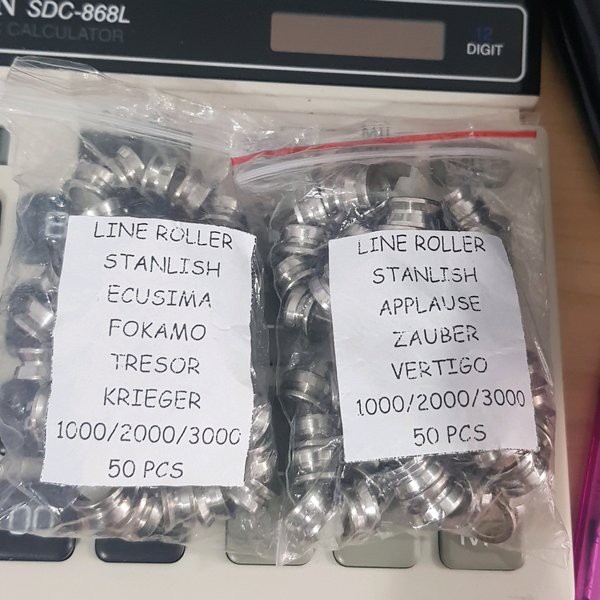 SDC-868L
CALCULATOR
12
DIGIT
LINE ROLLER
STANLISH
ECUSIMA
FOKAMO
TRESOR
KRIEGER
1000/2000/3000
50 PCS
LINE ROLLER
STANLISH
APPLAUSE
ZAUBER
VERTIGO
1000/2000/3000
50 PCS